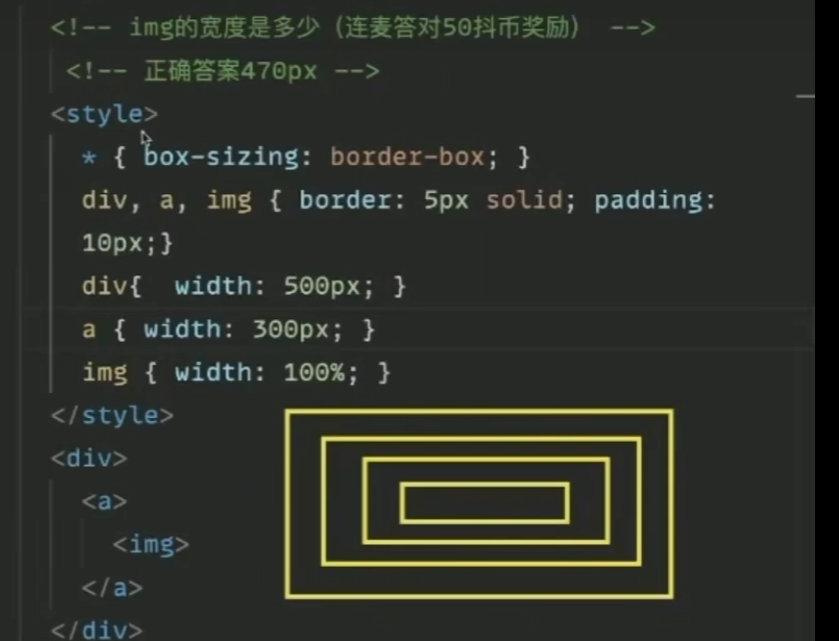 <!-- img的宽度是多少（连麦答对50抖币奖励） -->
<!-- 正确答案470px -->
<style>
* { box-sizing: border-box; }
div, a, img { border: 5px solid; padding:
10px;}
div{  width: 500px; }
a { width: 300px; }
img { width: 100%; }
</style>
<div>
<a>
<img>
</a>
</div>